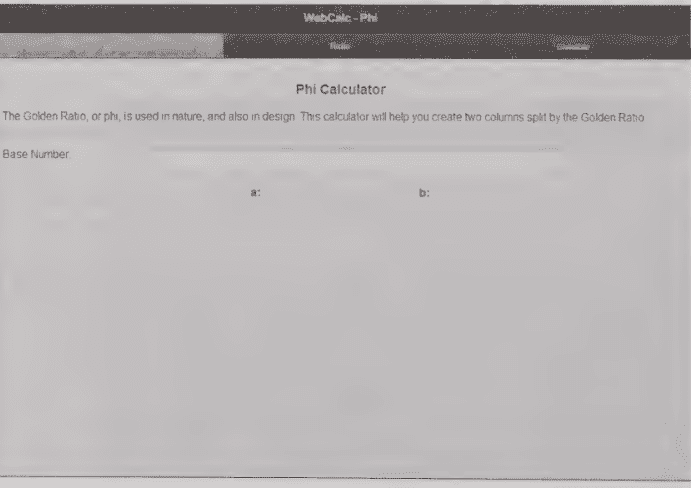 WebCalc - Phi
Phi Calculator
The Golden Ratio, or phi, is used in nature, and also in design. This calculator will help you create two columns split by the Golden Ratio
Base Number:
a: b: